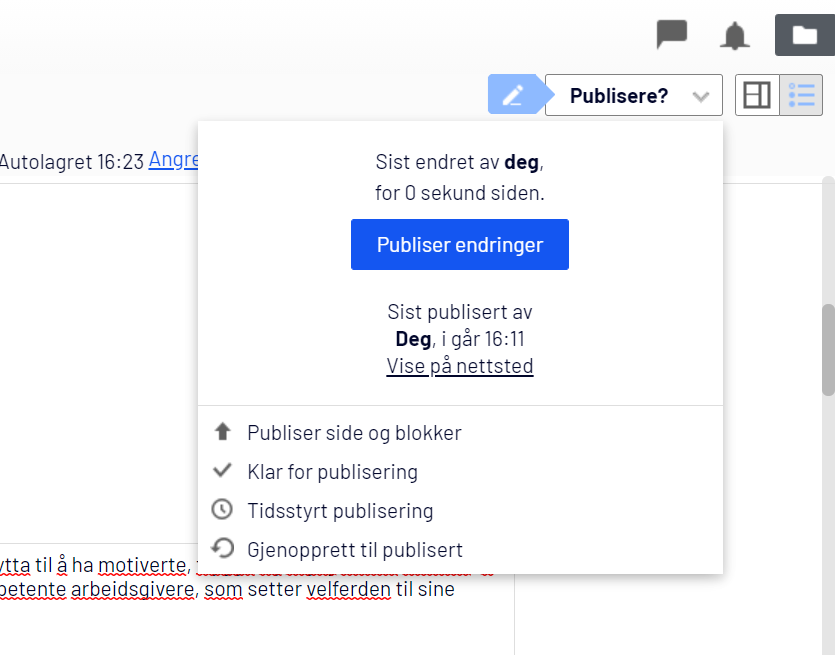 Publisere?
Autolagret 16:23 Angre
Sist endret av deg,
for 0 sekund siden.
Publiser endringer
Sist publisert av
Deg, i går 16:11
Vise på nettsted
Publiser side og blokker
Klar for publisering
Tidsstyrt publisering
Gjenopprett til publisert
ytta til å ha motiverte,
petente arbeidsgivere, som setter velferden til sine